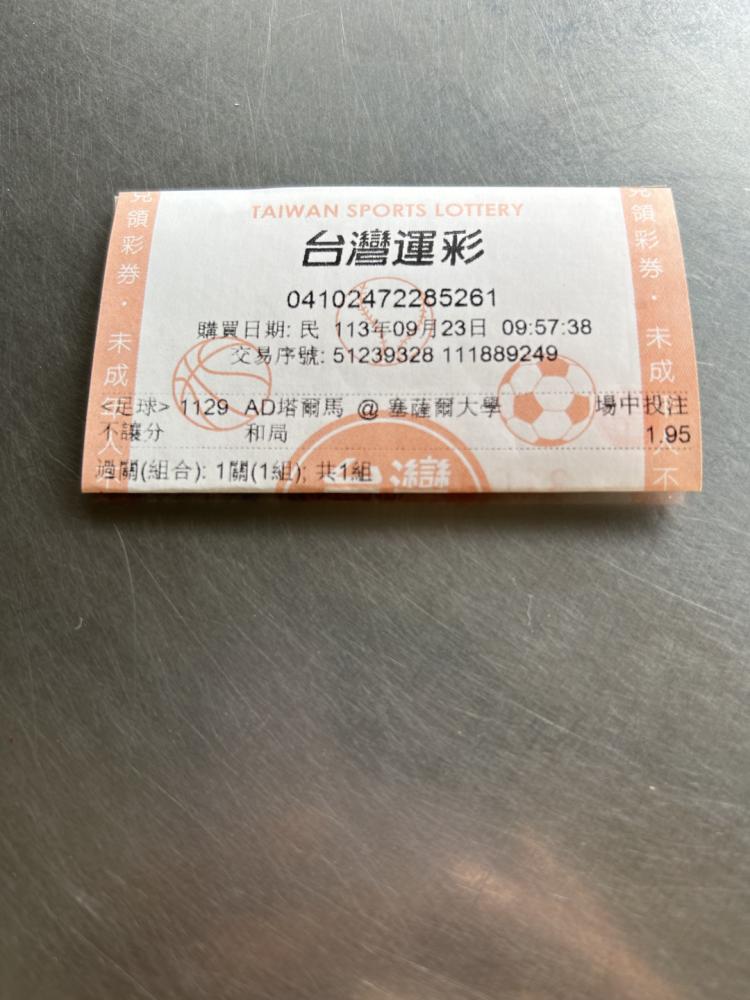 TAIWAN SPORTS LOTTERY
台灣運彩
04102472285261
購買日期: 民 113年09月23日 09:57:38
交易序號: 51239328 111889249
<足球> 1129 AD塔爾馬 @ 塞薩爾大學 場中投注
不讓分 和局 1.95
過關(組合): 1關(1組); 共1組
領彩券・未成
領彩券・未成
不
灣